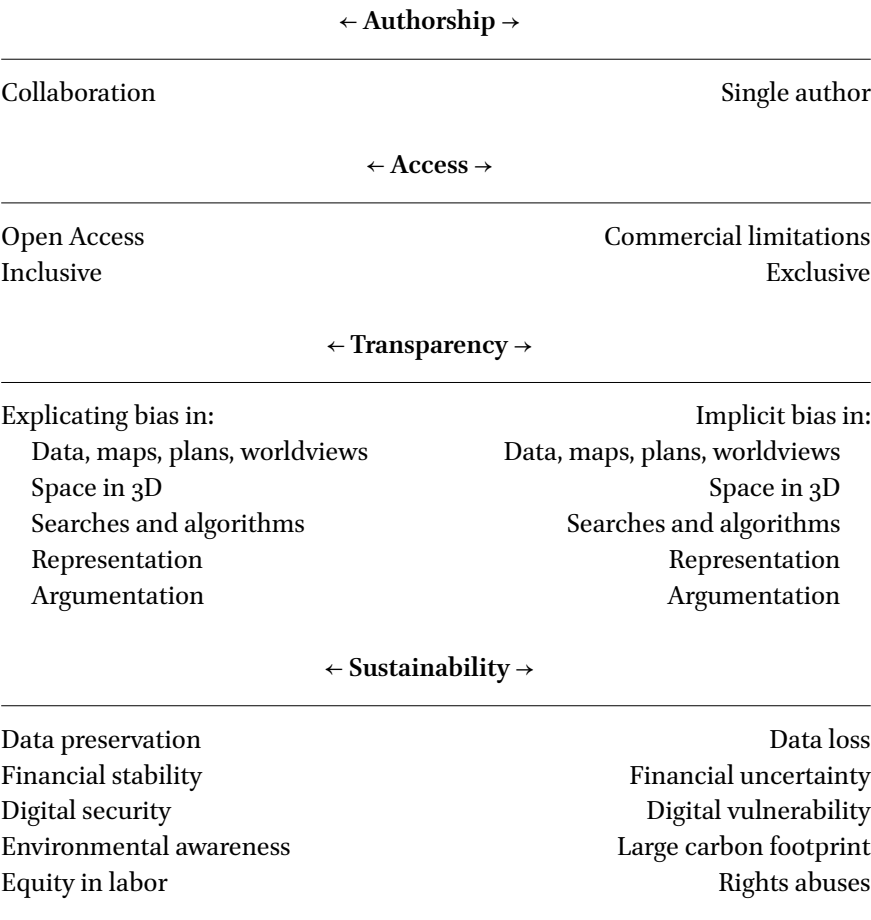 ← Authorship →
Collaboration Single author
← Access →
Open Access Commercial limitations
Inclusive Exclusive
← Transparency →
Explicating bias in: Implicit bias in:
Data, maps, plans, worldviews Data, maps, plans, worldviews
Space in 3D Space in 3D
Searches and algorithms Searches and algorithms
Representation Representation
Argumentation Argumentation
← Sustainability →
Data preservation Data loss
Financial stability Financial uncertainty
Digital security Digital vulnerability
Environmental awareness Large carbon footprint
Equity in labor Rights abuses